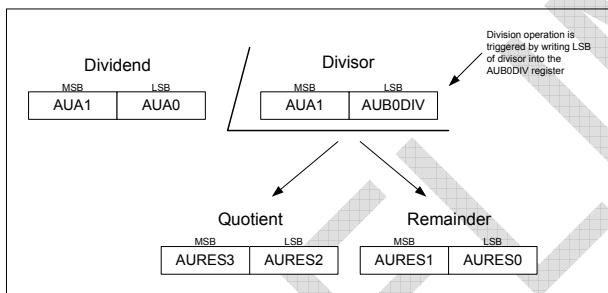 Division operation is
triggered by writing LSB
of divisor into the
AUB0DIV register
Dividend
MSB LSB
AUA1 AUA0
Divisor
MSB LSB
AUA1 AUB0DIV
Quotient
MSB LSB
AURES3 AURES2
Remainder
MSB LSB
AURES1 AURES0